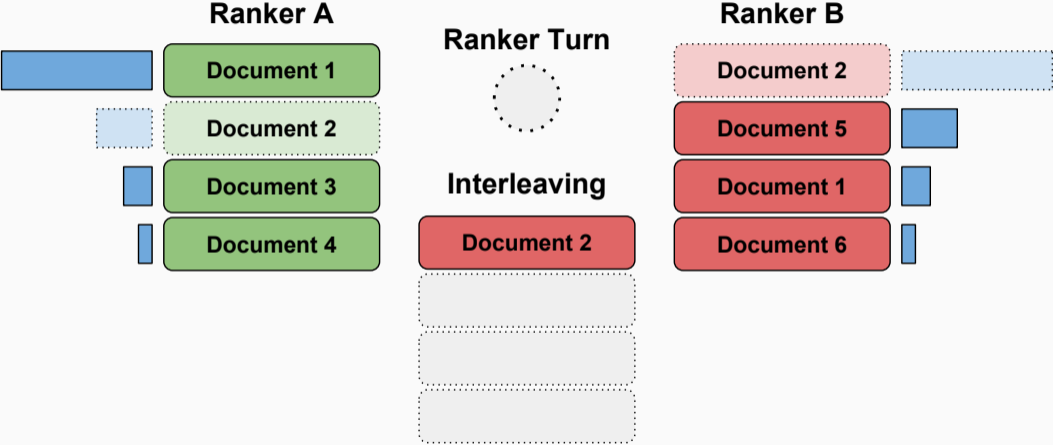 Ranker A
Document 1
Document 2
Document 3
Document 4
Ranker Turn
Interleaving
Document 2
Ranker B
Document 2
Document 5
Document 1
Document 6